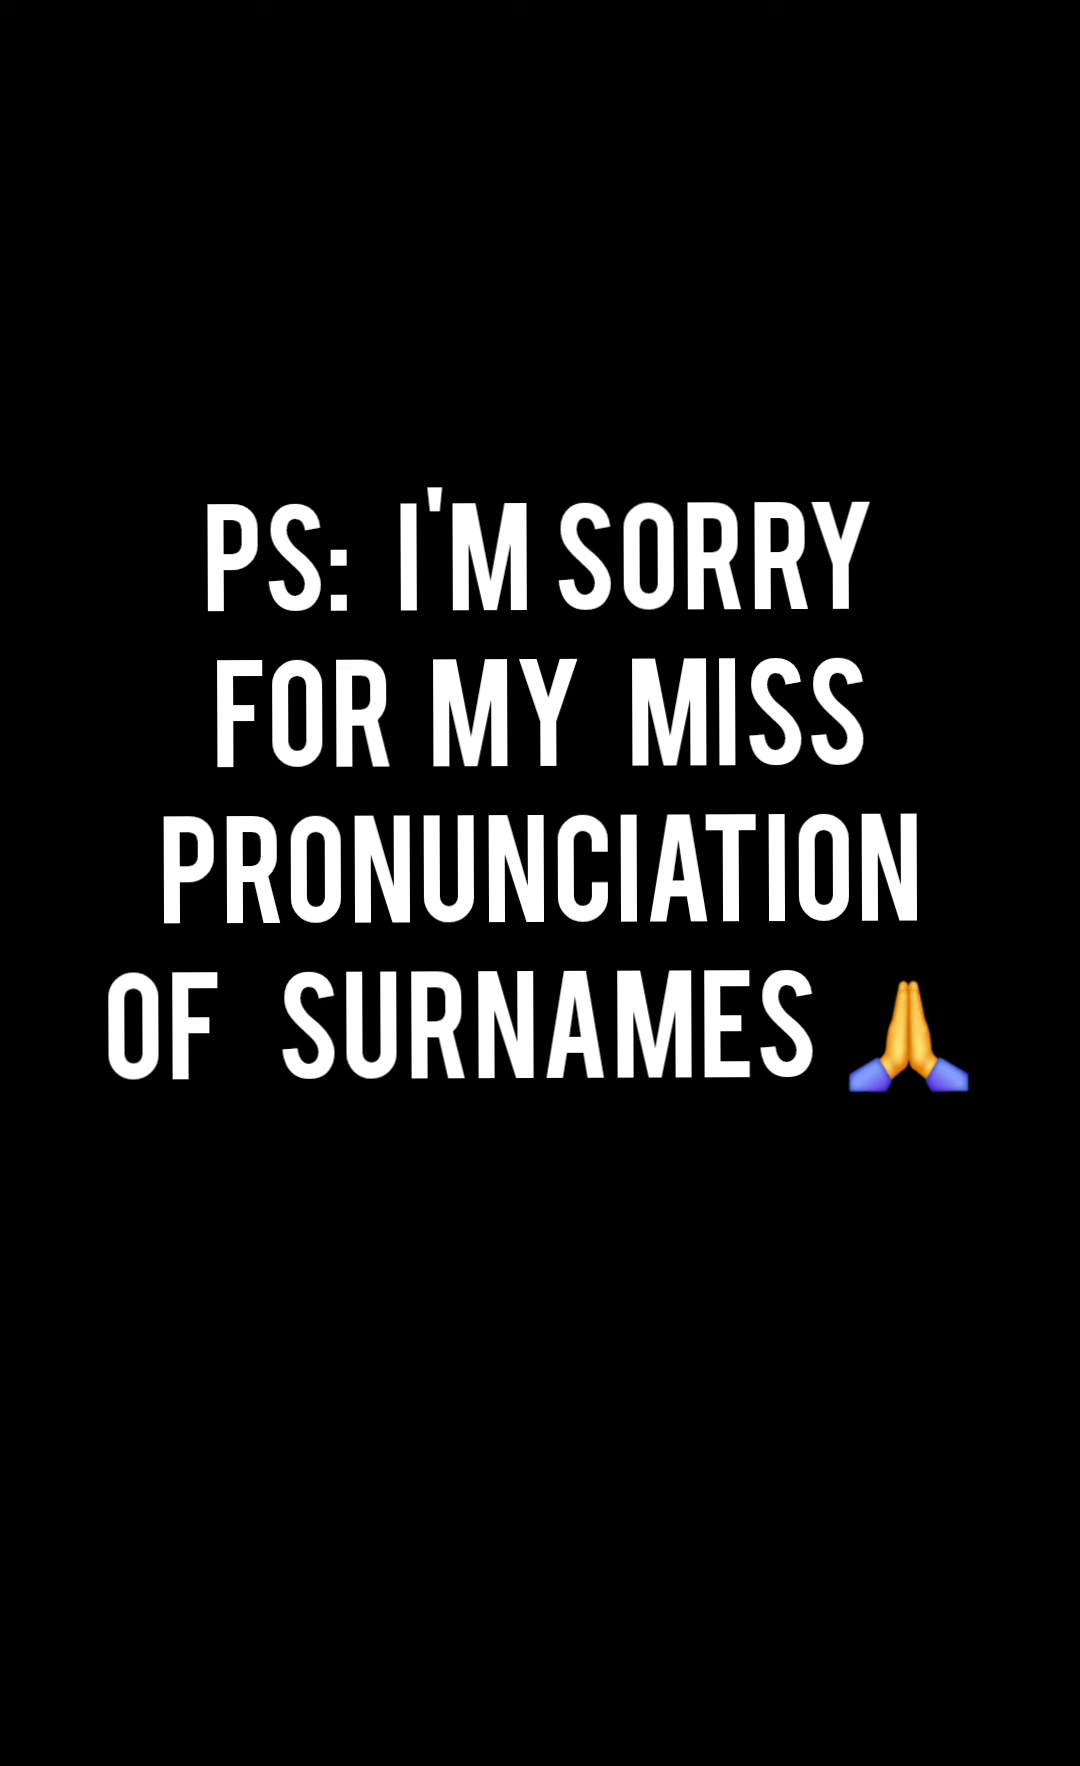 PS: I'M SORRY
FOR MY MISS
PRONUNCIATION
OF SURNAMES 🙏